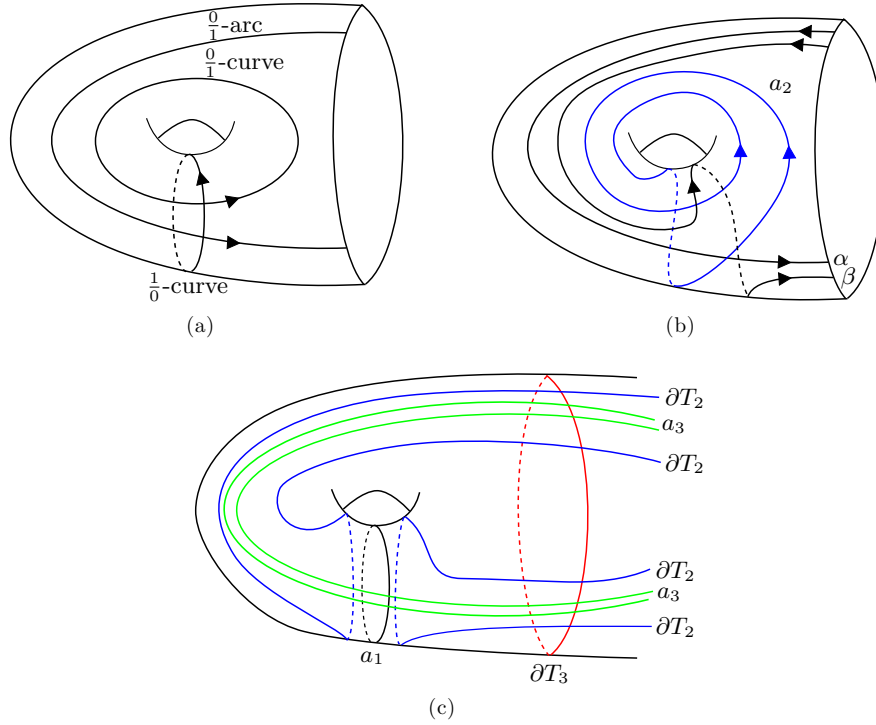 0/1-arc
0/1-curve
1/0-curve
(a)
a₂
α
β
(b)
∂T₂
a₃
∂T₂
∂T₂
a₃
∂T₂
a₁
∂T₃
(c)